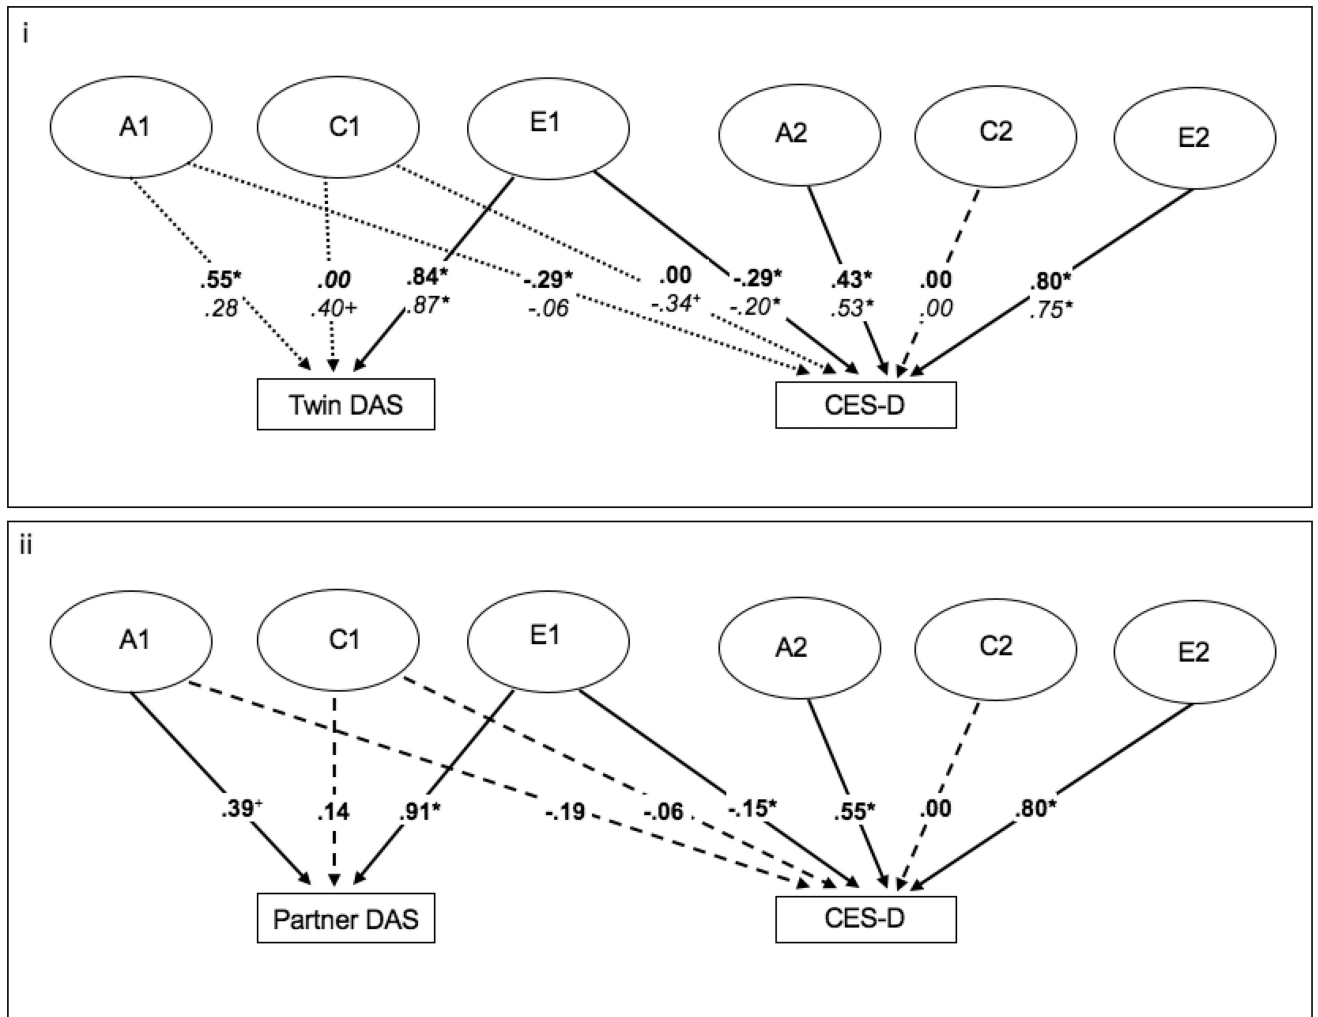 i
A1 C1 E1 A2 C2 E2
.55* .00 .84* -.29* .00 -.29* .43* .00 .80*
.28 .40+ .87* -.06 -.34+ -.20* .53* .00 .75*
Twin DAS CES-D
ii
A1 C1 E1 A2 C2 E2
.39+ .14 .91* -.19 -.06 -.15* .55* .00 .80*
Partner DAS CES-D